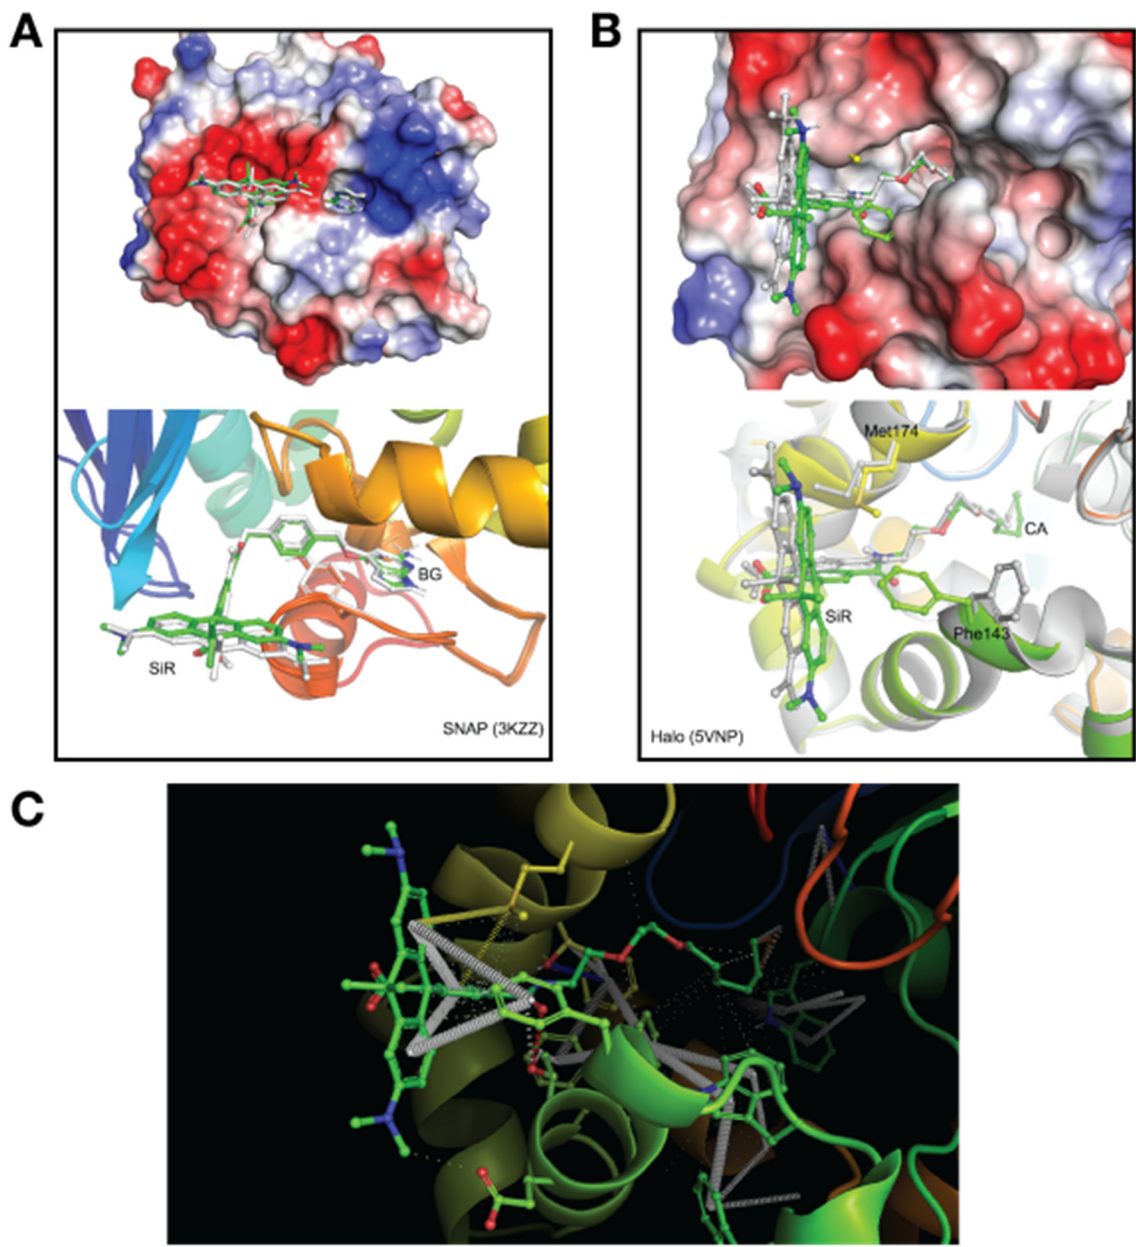 A
B
BG
SiR
SNAP (3KZZ)
Met174
CA
SiR
Phe143
Halo (5VNP)
C